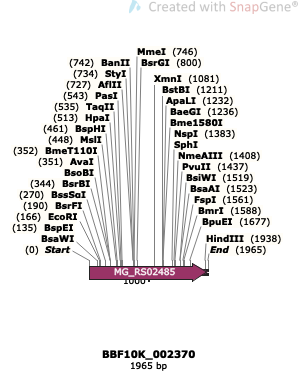 Created with SnapGene®
MmeI (746)
(742) BanII BsrGI (800)
(734) StyI
(727) AflII XmnI (1081)
(543) PasI BstBI (1211)
(535) TaqII ApaLI (1232)
(513) HpaI BaeGI (1236)
(461) BspHI Bme1580I
(448) MslI NspI (1383)
(352) BmeT110I SphI
(351) AvaI NmeAIII (1408)
BsoBI PvuII (1437)
(344) BsrBI BsiWI (1519)
(270) BssSαI BsaAI (1523)
(190) BsrFI FspI (1561)
(166) EcoRI BmrI (1588)
(135) BspEI BpuEI (1677)
BsaWI HindIII (1938)
(0) Start End (1965)
MG_RS02485
1000
BBF10K_002370
1965 bp